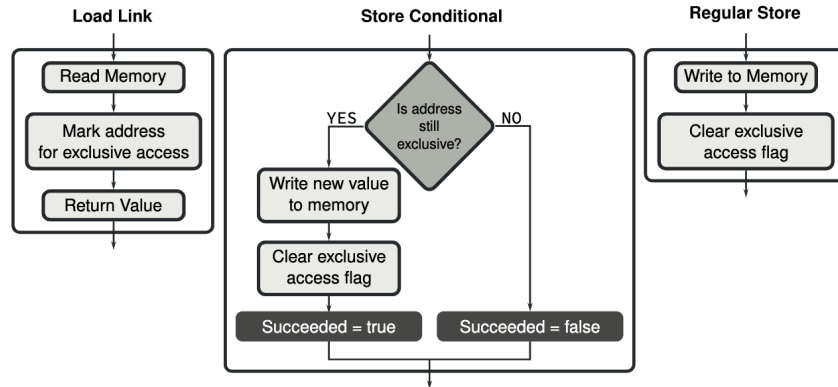 Load Link
Read Memory
Mark address
for exclusive access
Return Value
Store Conditional
Is address
still
exclusive?
YES
NO
Write new value
to memory
Clear exclusive
access flag
Succeeded = true
Succeeded = false
Regular Store
Write to Memory
Clear exclusive
access flag